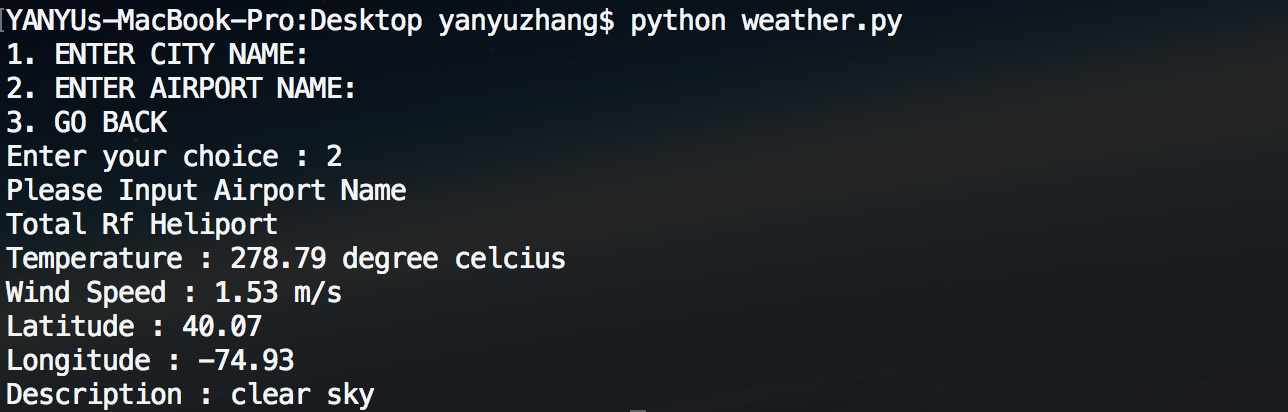 YANYUs-MacBook-Pro:Desktop yanyuzhang$ python weather.py
1. ENTER CITY NAME:
2. ENTER AIRPORT NAME:
3. GO BACK
Enter your choice : 2
Please Input Airport Name
Total Rf Heliport
Temperature : 278.79 degree celcius
Wind Speed : 1.53 m/s
Latitude : 40.07
Longitude : -74.93
Description : clear sky